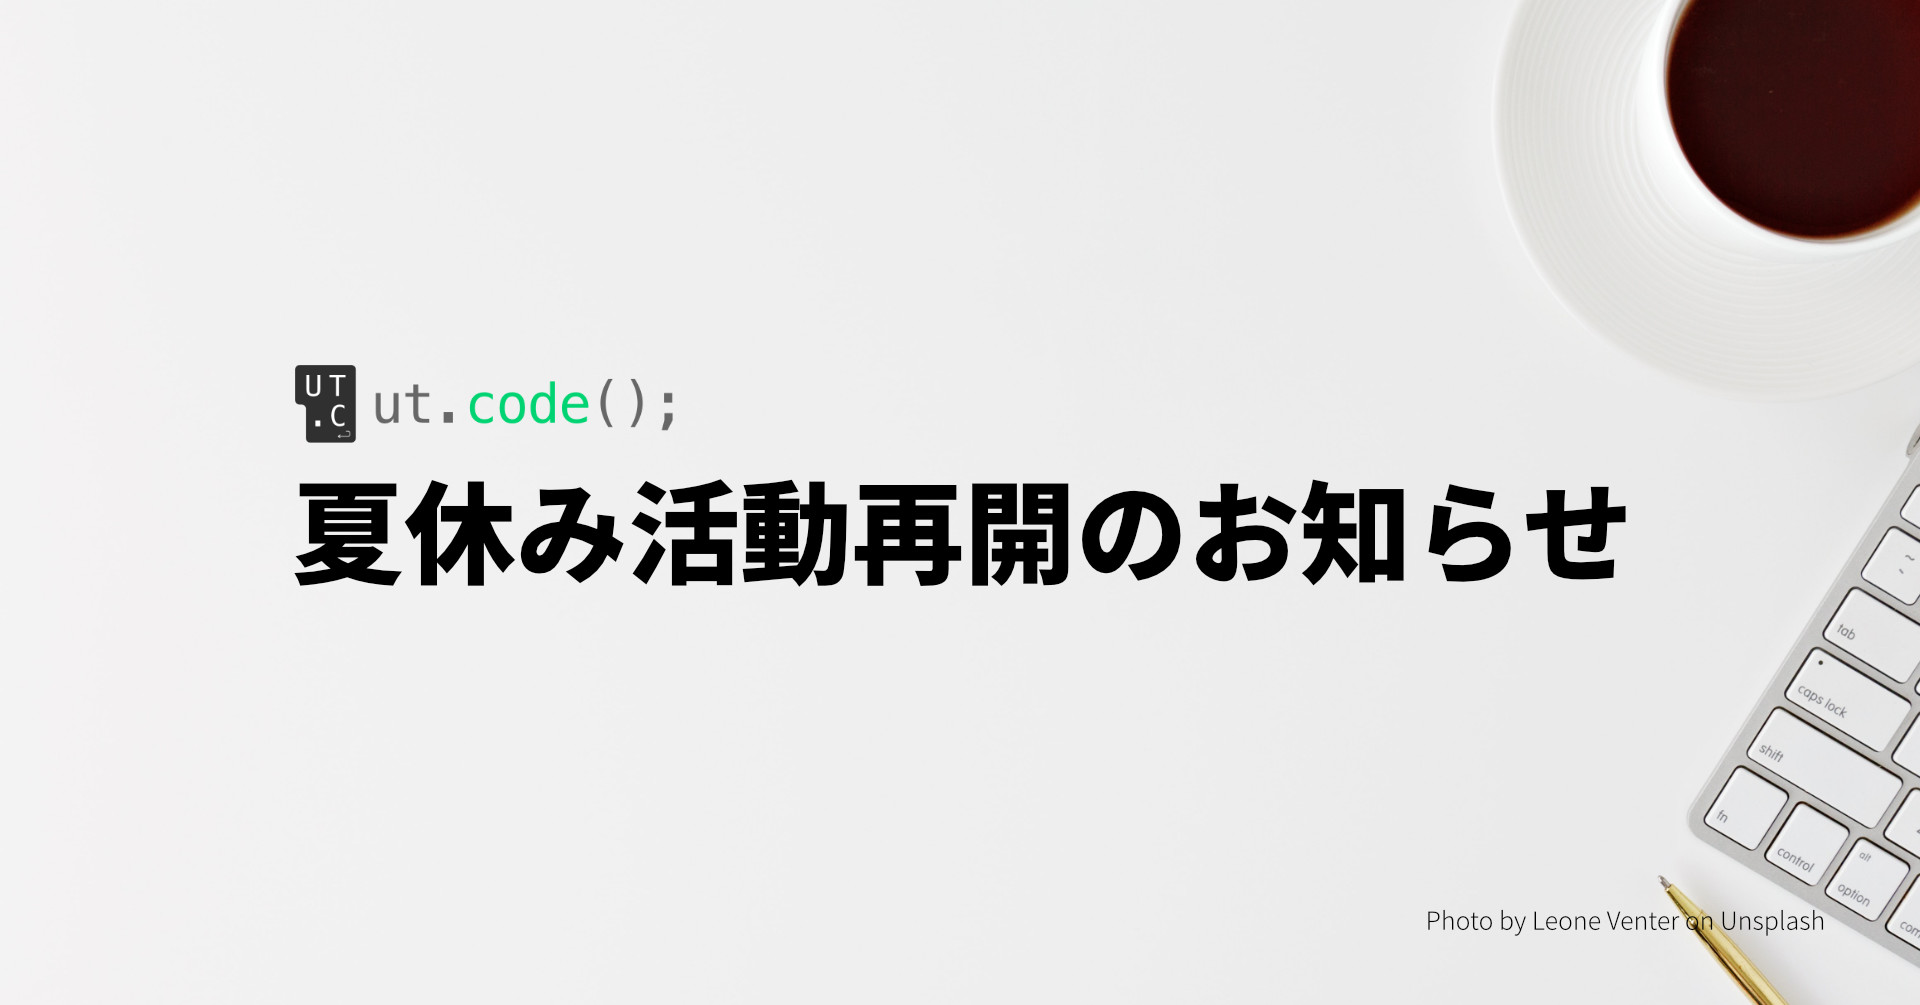 UT
.C
ut.code();
夏休み活動再開のお知らせ
tab
caps lock
shift
fn
control
alt
option
Photo by Leone Venter on Unsplash